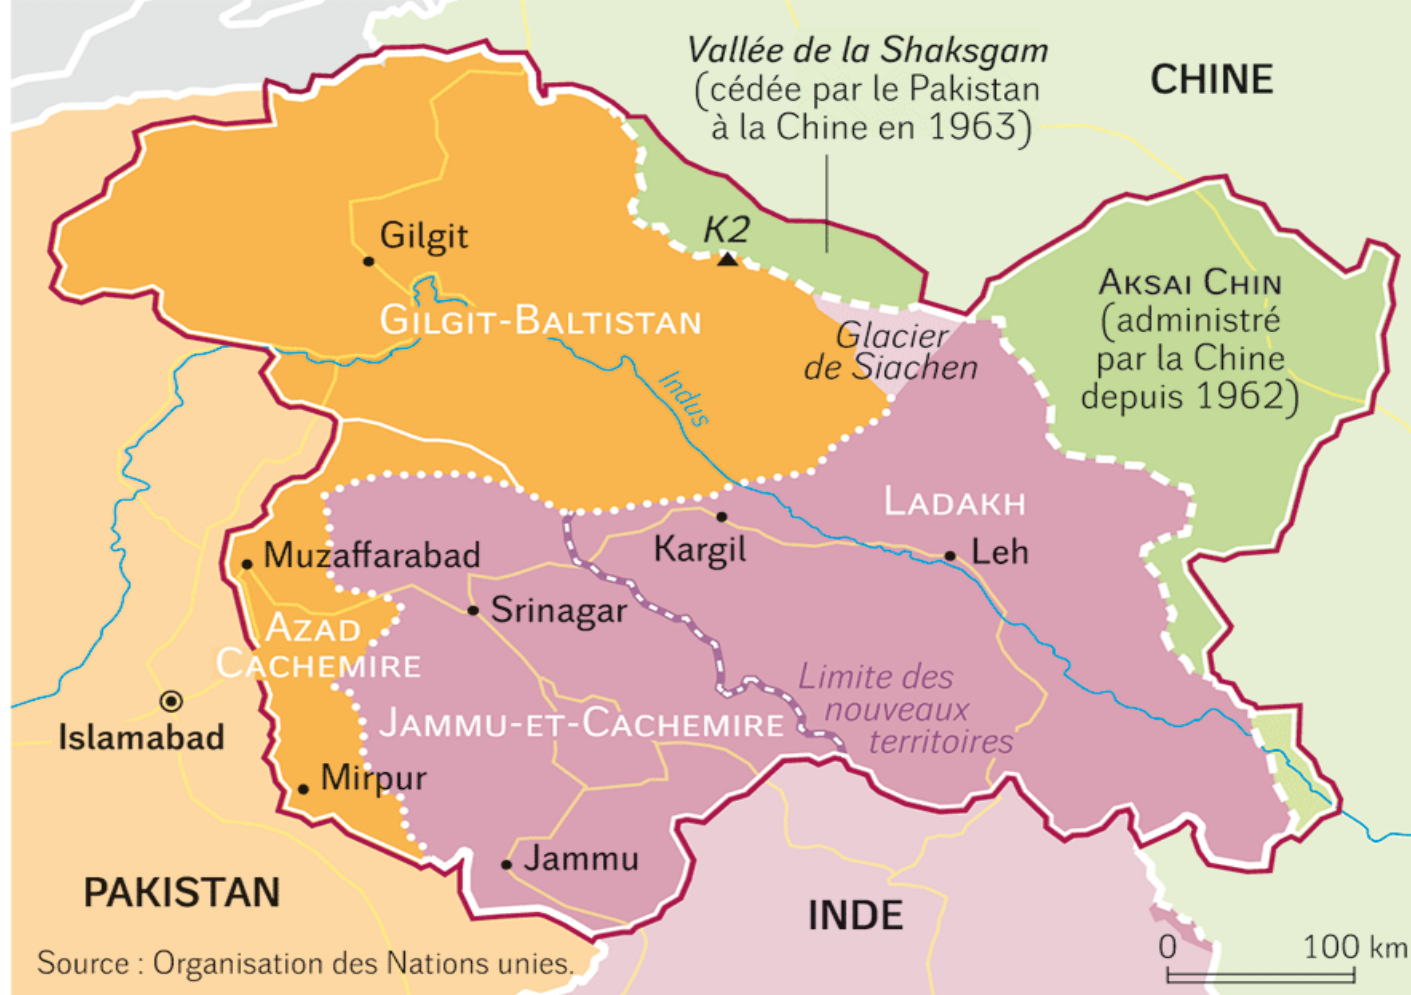 Vallée de la Shaksgam
(cédée par le Pakistan
à la Chine en 1963)
CHINE
K2
Gilgit
GILGIT-BALTISTAN
AKSAI CHIN
(administré
par la Chine
depuis 1962)
Glacier
de Siachen
Indus
LADAKH
Kargil
Leh
Muzaffarabad
Srinagar
AZAD
CACHEMIRE
Limite des
nouveaux
territoires
JAMMU-ET-CACHEMIRE
Islamabad
Mirpur
Jammu
PAKISTAN
INDE
Source : Organisation des Nations unies.
0 100 km